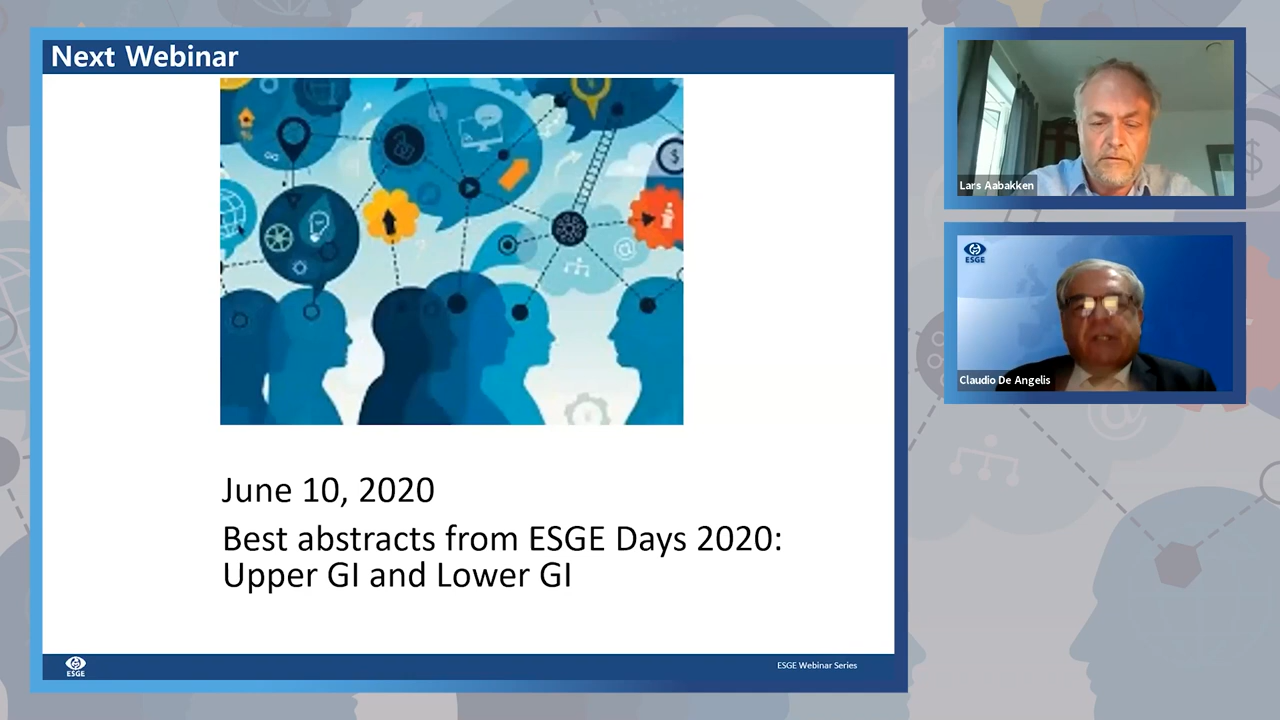 Next Webinar
June 10, 2020
Best abstracts from ESGE Days 2020:
Upper GI and Lower GI
ESGE
ESGE Webinar Series
Lars Aabakken
ESGE
Claudio De Angelis